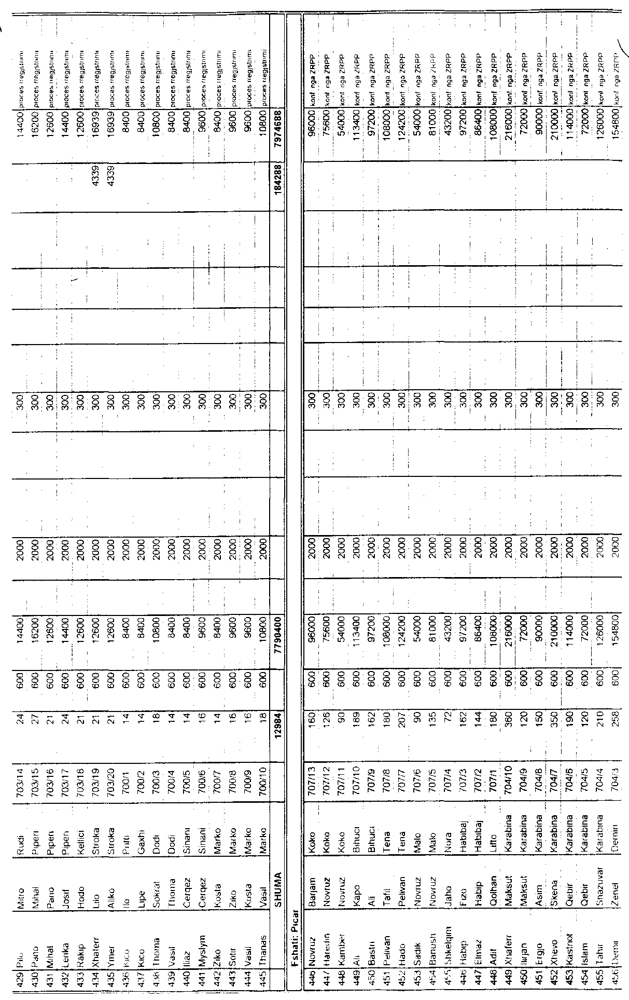 429 Pilo Mitro Rudi 703/14 24 600 14400 2000 300 14400 proces rregjistrimi
430 Pano Mihal Piperi 703/15 27 600 16200 2000 300 16200 proces rregjistrimi
431 Mihal Pano Piperi 703/16 21 600 12600 2000 300 12600 proces rregjistrimi
432 Lenka Josif Piperi 703/17 24 600 14400 2000 300 14400 proces rregjistrimi
433 Rakip Hodo Kellici 703/18 21 600 12600 2000 300 12600 proces rregjistrimi
434 Xhaferr Lilo Stroka 703/19 21 600 12600 2000 300 4339 16939 proces rregjistrimi
435 Ymer Aliko Stroka 703/20 21 600 12600 2000 300 4339 16939 proces rregjistrimi
436 Kico Ilo 700/1 14 600 8400 2000 300 8400 proces rregjistrimi
437 Kico Lipe Gaxhi 700/2 14 600 8400 2000 300 8400 proces rregjistrimi
438 Thoma Sokrat Dodi 700/3 18 600 10800 2000 300 10800 proces rregjistrimi
439 Vasil Thoma Dodi 700/4 14 600 8400 2000 300 8400 proces rregjistrimi
440 Iliaz Cerqez Sinani 700/5 14 600 8400 2000 300 8400 proces rregjistrimi
441 Myslym Cerqez Sinani 700/6 16 600 9600 2000 300 9600 proces rregjistrimi
442 Ziko Kosta Marko 700/7 14 600 8400 2000 300 8400 proces rregjistrimi
443 Sotir Ziko Marko 700/8 16 600 9600 2000 300 9600 proces rregjistrimi
444 Vasil Kosta Marko 700/9 16 600 9600 2000 300 9600 proces rregjistrimi
445 Thanas Vasil Marko 700/10 18 600 10800 2000 300 10800 proces rregjistrimi
SHUMA 12984 7790400 184288 7974688
Fshati: Picar
446 Novruz Barjam Koko 707/13 160 600 96000 2000 300 96000 konf nga ZRPP
447 Haredin Novruz Koko 707/12 126 600 75600 2000 300 75600 konf nga ZRPP
448 Kamber Novruz Koko 707/11 90 600 54000 2000 300 54000 konf nga ZRPP
449 Ali Kapo Bihuci 707/10 189 600 113400 2000 300 113400 konf nga ZRPP
450 Bastri Ali Bihuci 707/9 162 600 97200 2000 300 97200 konf nga ZRPP
451 Pelivan Tafil Tena 707/8 180 600 108000 2000 300 108000 konf nga ZRPP
452 Hado Pelivan Tena 707/7 207 600 124200 2000 300 124200 konf nga ZRPP
453 Sadik Novruz Malo 707/6 90 600 54000 2000 300 54000 konf nga ZRPP
454 Banush Novruz Malo 707/5 135 600 81000 2000 300 81000 konf nga ZRPP
455 Shkelqim Jaho Nora 707/4 72 600 43200 2000 300 43200 konf nga ZRPP
446 Habip Fizo Habibaj 707/3 162 600 97200 2000 300 97200 konf nga ZRPP
447 Elmaz Habip Habibaj 707/2 144 600 86400 2000 300 86400 konf nga ZRPP
448 Adif Qolhan Lifto 707/1 180 600 108000 2000 300 108000 konf nga ZRPP
449 Xhaferr Maksut Karabina 704/10 360 600 216000 2000 300 216000 konf nga ZRPP
450 Ilirjan Maksut Karabina 704/9 120 600 72000 2000 300 72000 konf nga ZRPP
451 Ergjo Asim Karabina 704/8 150 600 90000 2000 300 90000 konf nga ZRPP
452 Xhevo Skena Karabina 704/7 350 600 210000 2000 300 210000 konf nga ZRPP
453 Kastriot Qebir Karabina 704/6 190 600 114000 2000 300 114000 konf nga ZRPP
454 Islam Qebir Karabina 704/5 120 600 72000 2000 300 72000 konf nga ZRPP
455 Tahir Shazuvar Karabina 704/4 210 600 126000 2000 300 126000 konf nga ZRPP
456 Demir Zenel Demiri 704/3 258 600 154800 2000 300 154800 konf nga ZRPP